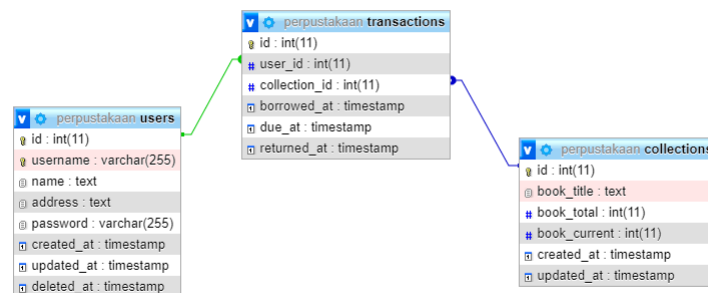 perpustakaan transactions
id : int(11)
user_id : int(11)
collection_id : int(11)
borrowed_at : timestamp
due_at : timestamp
returned_at : timestamp
perpustakaan users
id : int(11)
username : varchar(255)
name : text
address : text
password : varchar(255)
created_at : timestamp
updated_at : timestamp
deleted_at : timestamp
perpustakaan collections
id : int(11)
book_title : text
book_total : int(11)
book_current : int(11)
created_at : timestamp
updated_at : timestamp